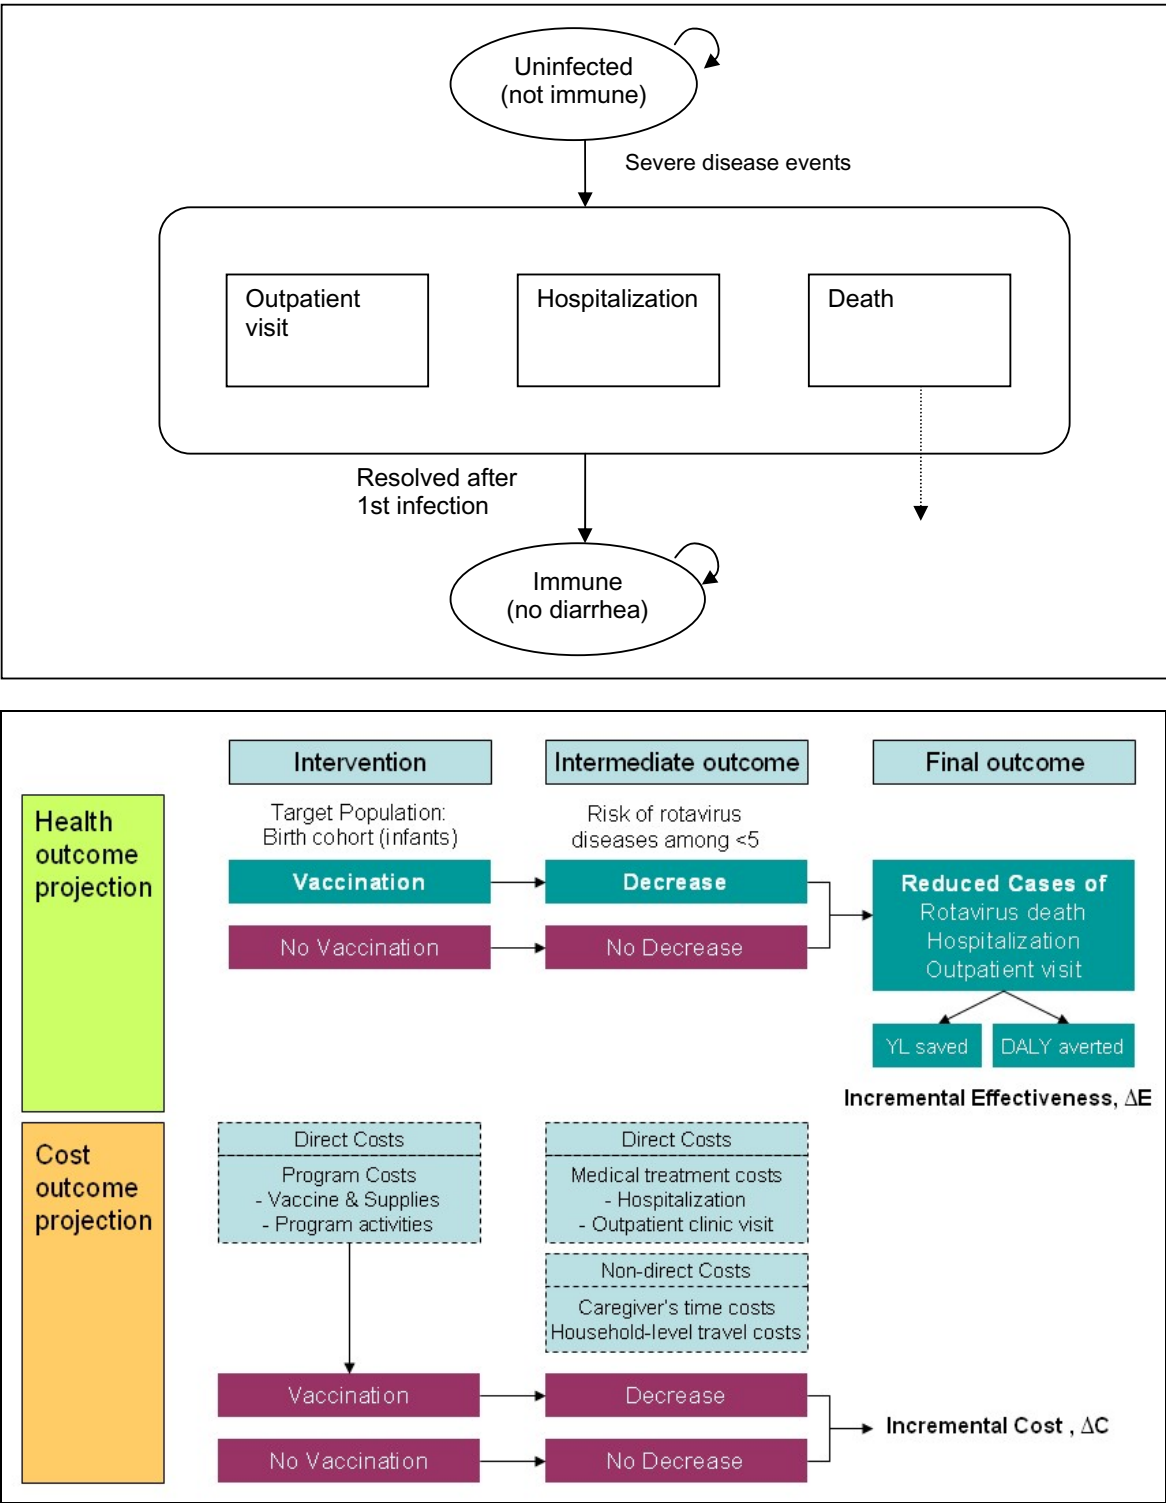 Uninfected
(not immune)
Severe disease events
Outpatient
visit
Hospitalization
Death
Resolved after
1st infection
Immune
(no diarrhea)
Intervention
Intermediate outcome
Final outcome
Health
outcome
projection
Target Population:
Birth cohort (infants)
Risk of rotavirus
diseases among <5
Vaccination
Decrease
No Vaccination
No Decrease
Reduced Cases of
Rotavirus death
Hospitalization
Outpatient visit
YL saved
DALY averted
Incremental Effectiveness, ΔE
Cost
outcome
projection
Direct Costs
Program Costs
- Vaccine & Supplies
- Program activities
Direct Costs
Medical treatment costs
- Hospitalization
- Outpatient clinic visit
Non-direct Costs
Caregiver's time costs
Household-level travel costs
Vaccination
Decrease
No Vaccination
No Decrease
Incremental Cost , ΔC